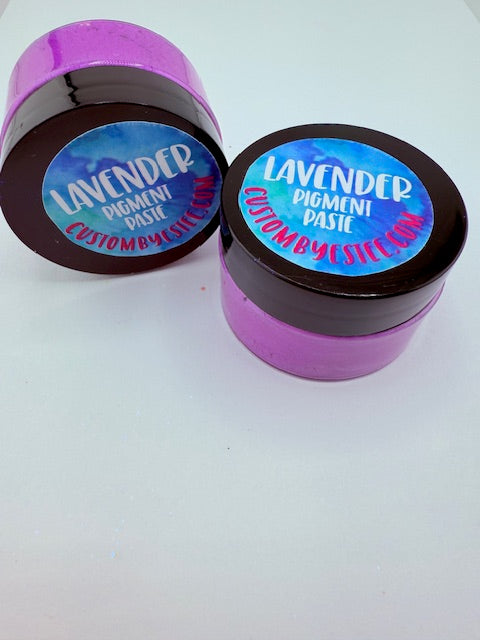 LAVENDER
PIGMENT
PASTE
CUSTOMBYESTEE.COM
LAVENDER
PIGMENT
PASTE
CUSTOMBYESTEE.COM